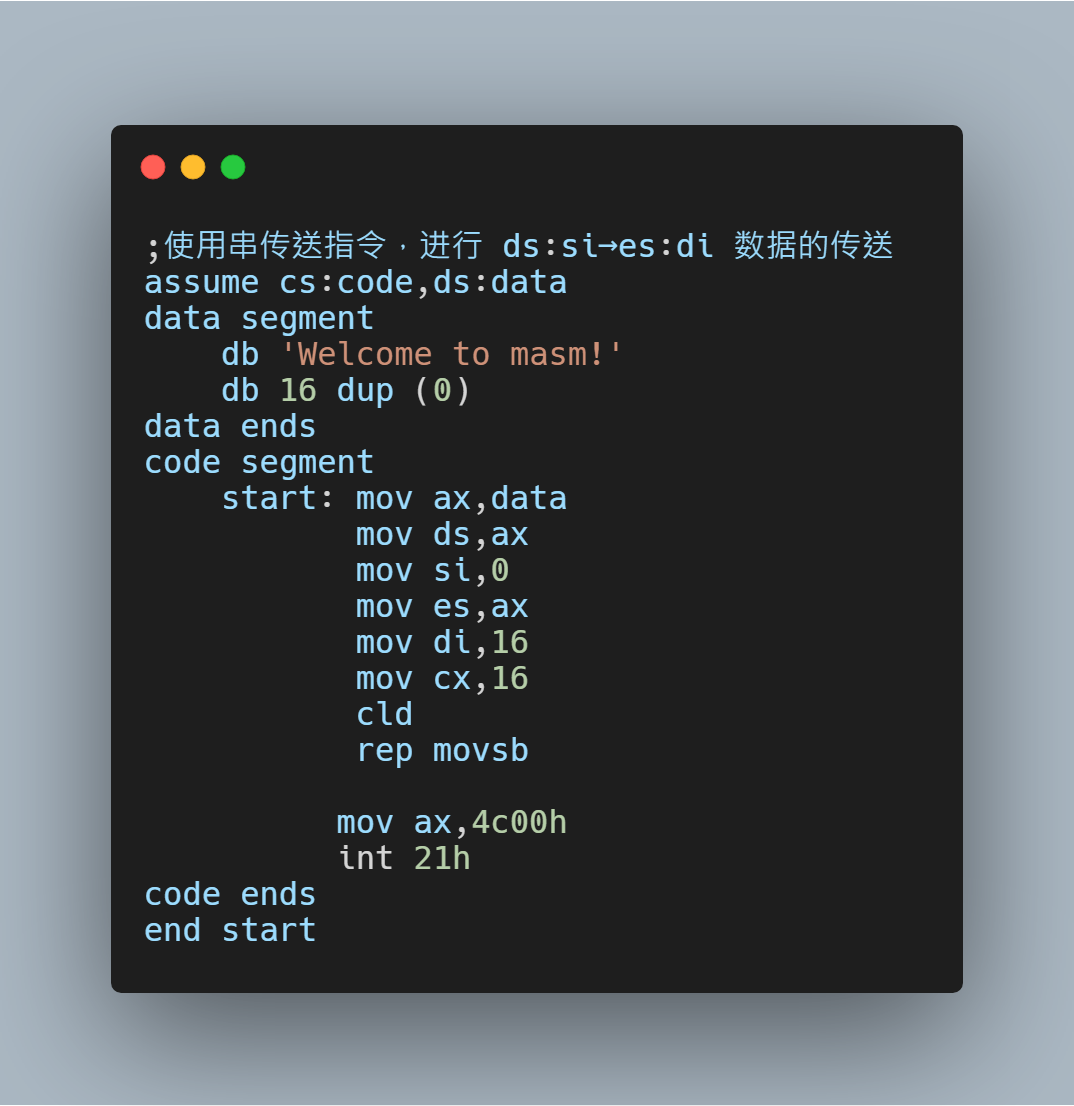 ;使用串传送指令，进行 ds:si→es:di 数据的传送
assume cs:code,ds:data
data segment
    db 'Welcome to masm!'
    db 16 dup (0)
data ends
code segment
    start: mov ax,data
           mov ds,ax
           mov si,0
           mov es,ax
           mov di,16
           mov cx,16
           cld
           rep movsb

          mov ax,4c00h
          int 21h
code ends
end start